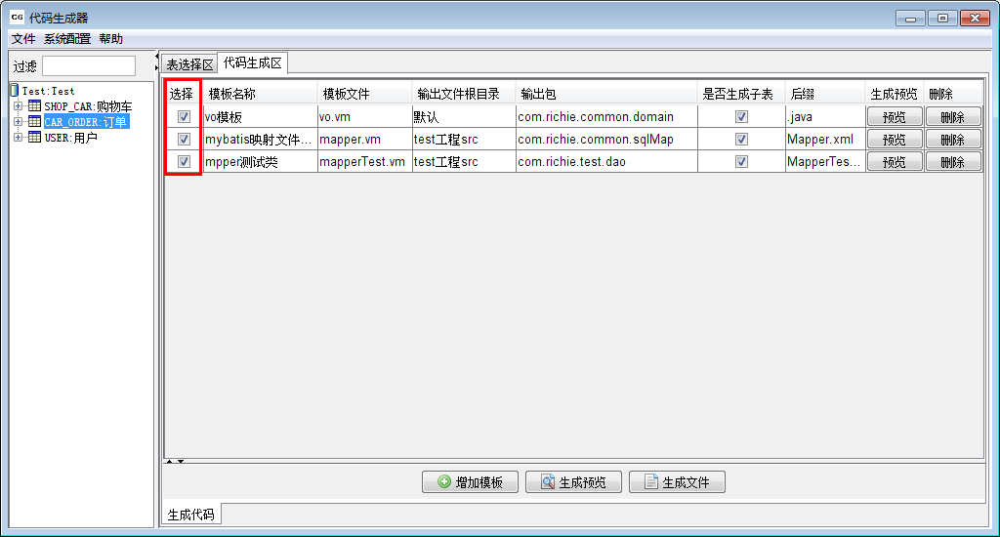 CG 代码生成器
文件 系统配置 帮助
过滤
Test:Test
SHOP_CAR:购物车
CAR_ORDER:订单
USER:用户
表选择区 代码生成区
选择 模板名称 模板文件 输出文件根目录 输出包 是否生成子表 后缀 生成预览 删除
vo模板 vo.vm 默认 com.richie.common.domain .java 预览 删除
mybatis映射文件... mapper.vm test工程src com.richie.common.sqlMap Mapper.xml 预览 删除
mpper测试类 mapperTest.vm test工程src com.richie.test.dao MapperTes... 预览 删除
增加模板 生成预览 生成文件
生成代码